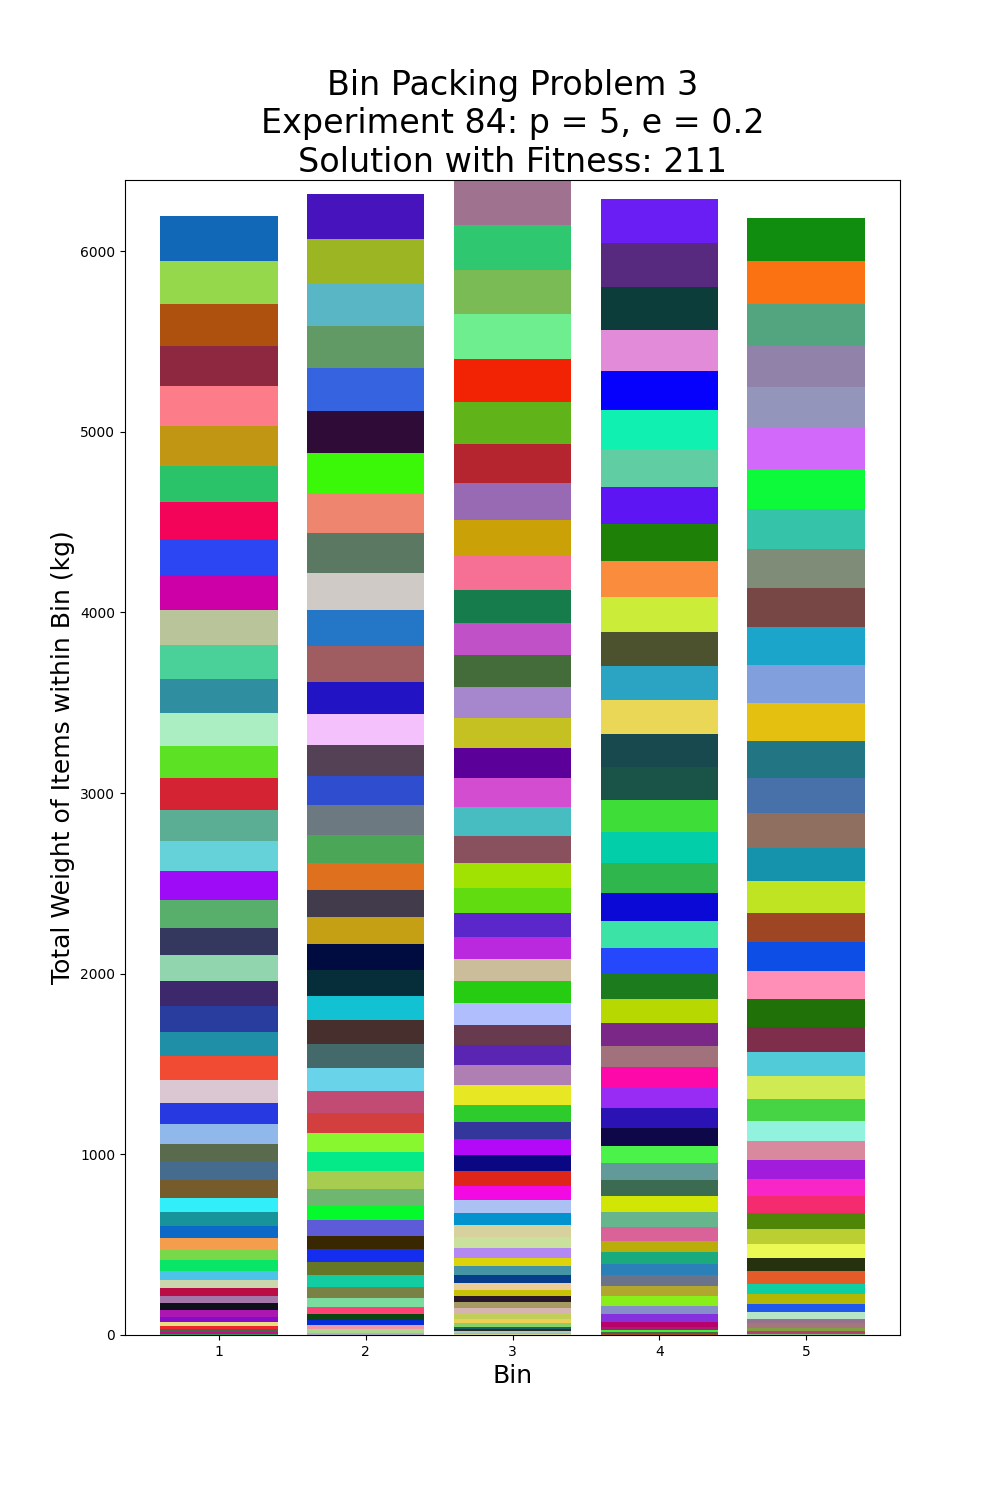 Bin Packing Problem 3
Experiment 84: p = 5, e = 0.2
Solution with Fitness: 211
Total Weight of Items within Bin (kg)
6000
5000
4000
3000
2000
1000
0
1 2 3 4 5
Bin